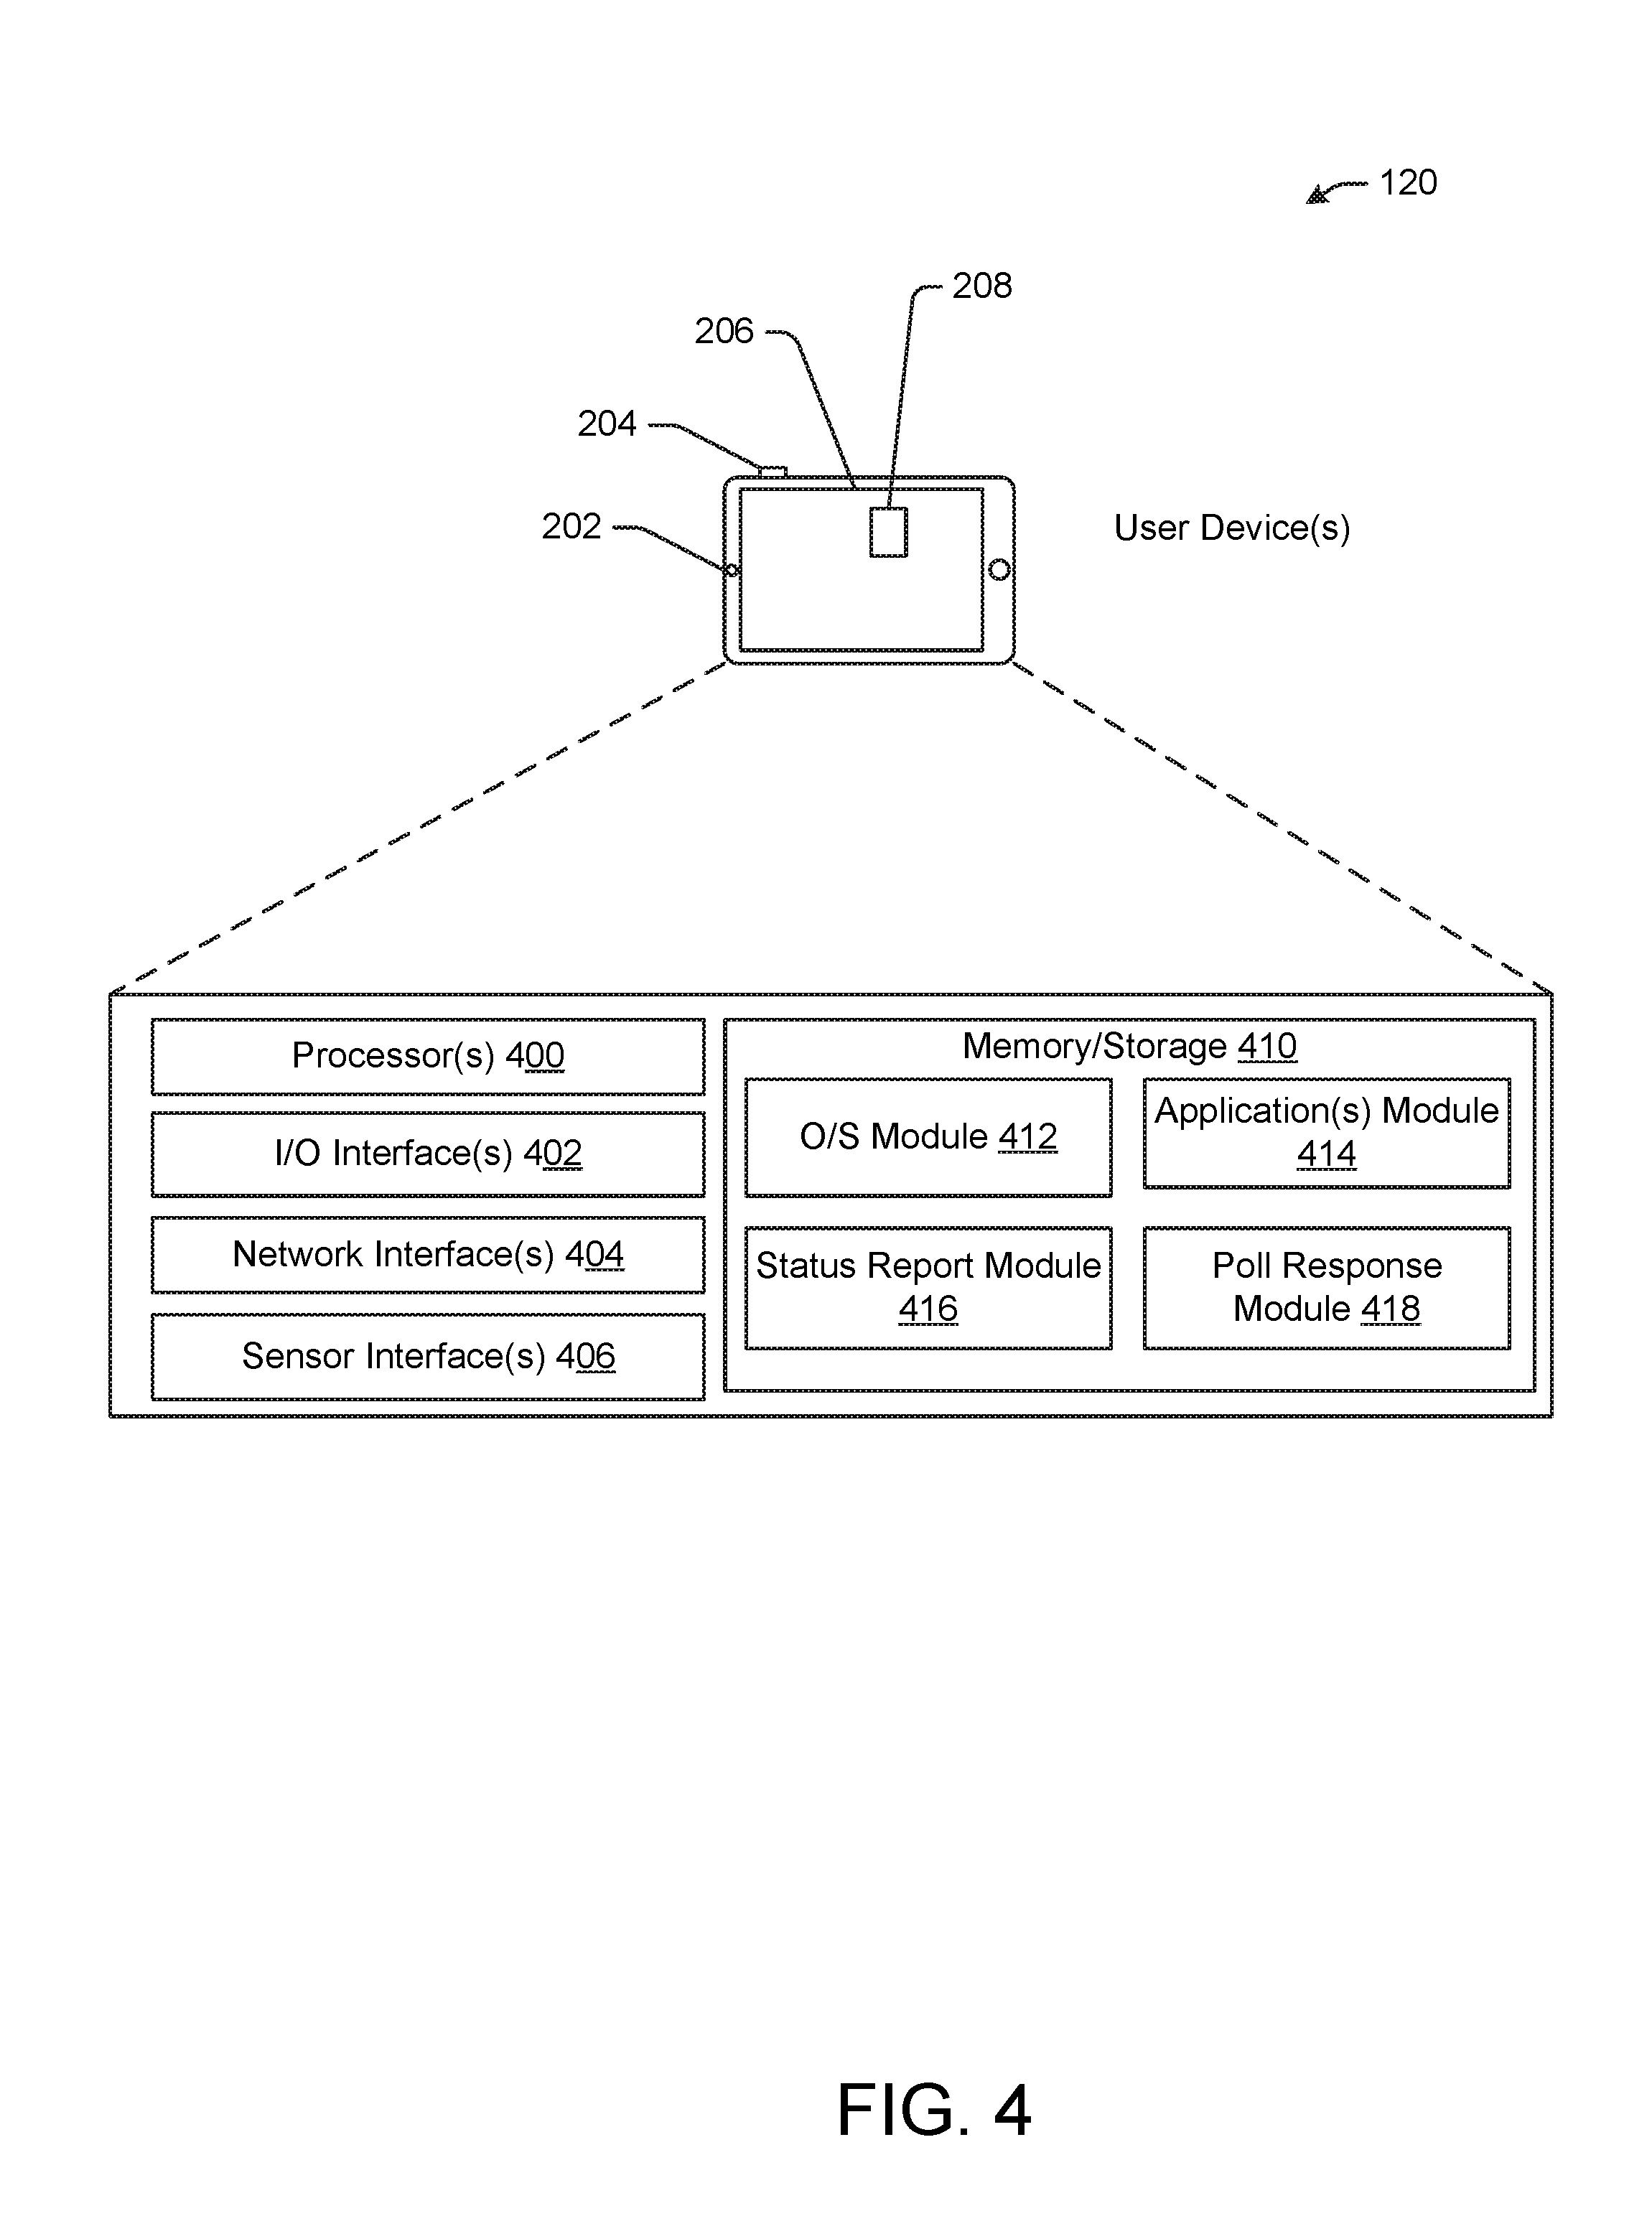 120
208
206
204
202
User Device(s)
Processor(s) 400
I/O Interface(s) 402
Network Interface(s) 404
Sensor Interface(s) 406
Memory/Storage 410
O/S Module 412
Application(s) Module
414
Status Report Module
416
Poll Response
Module 418
FIG. 4